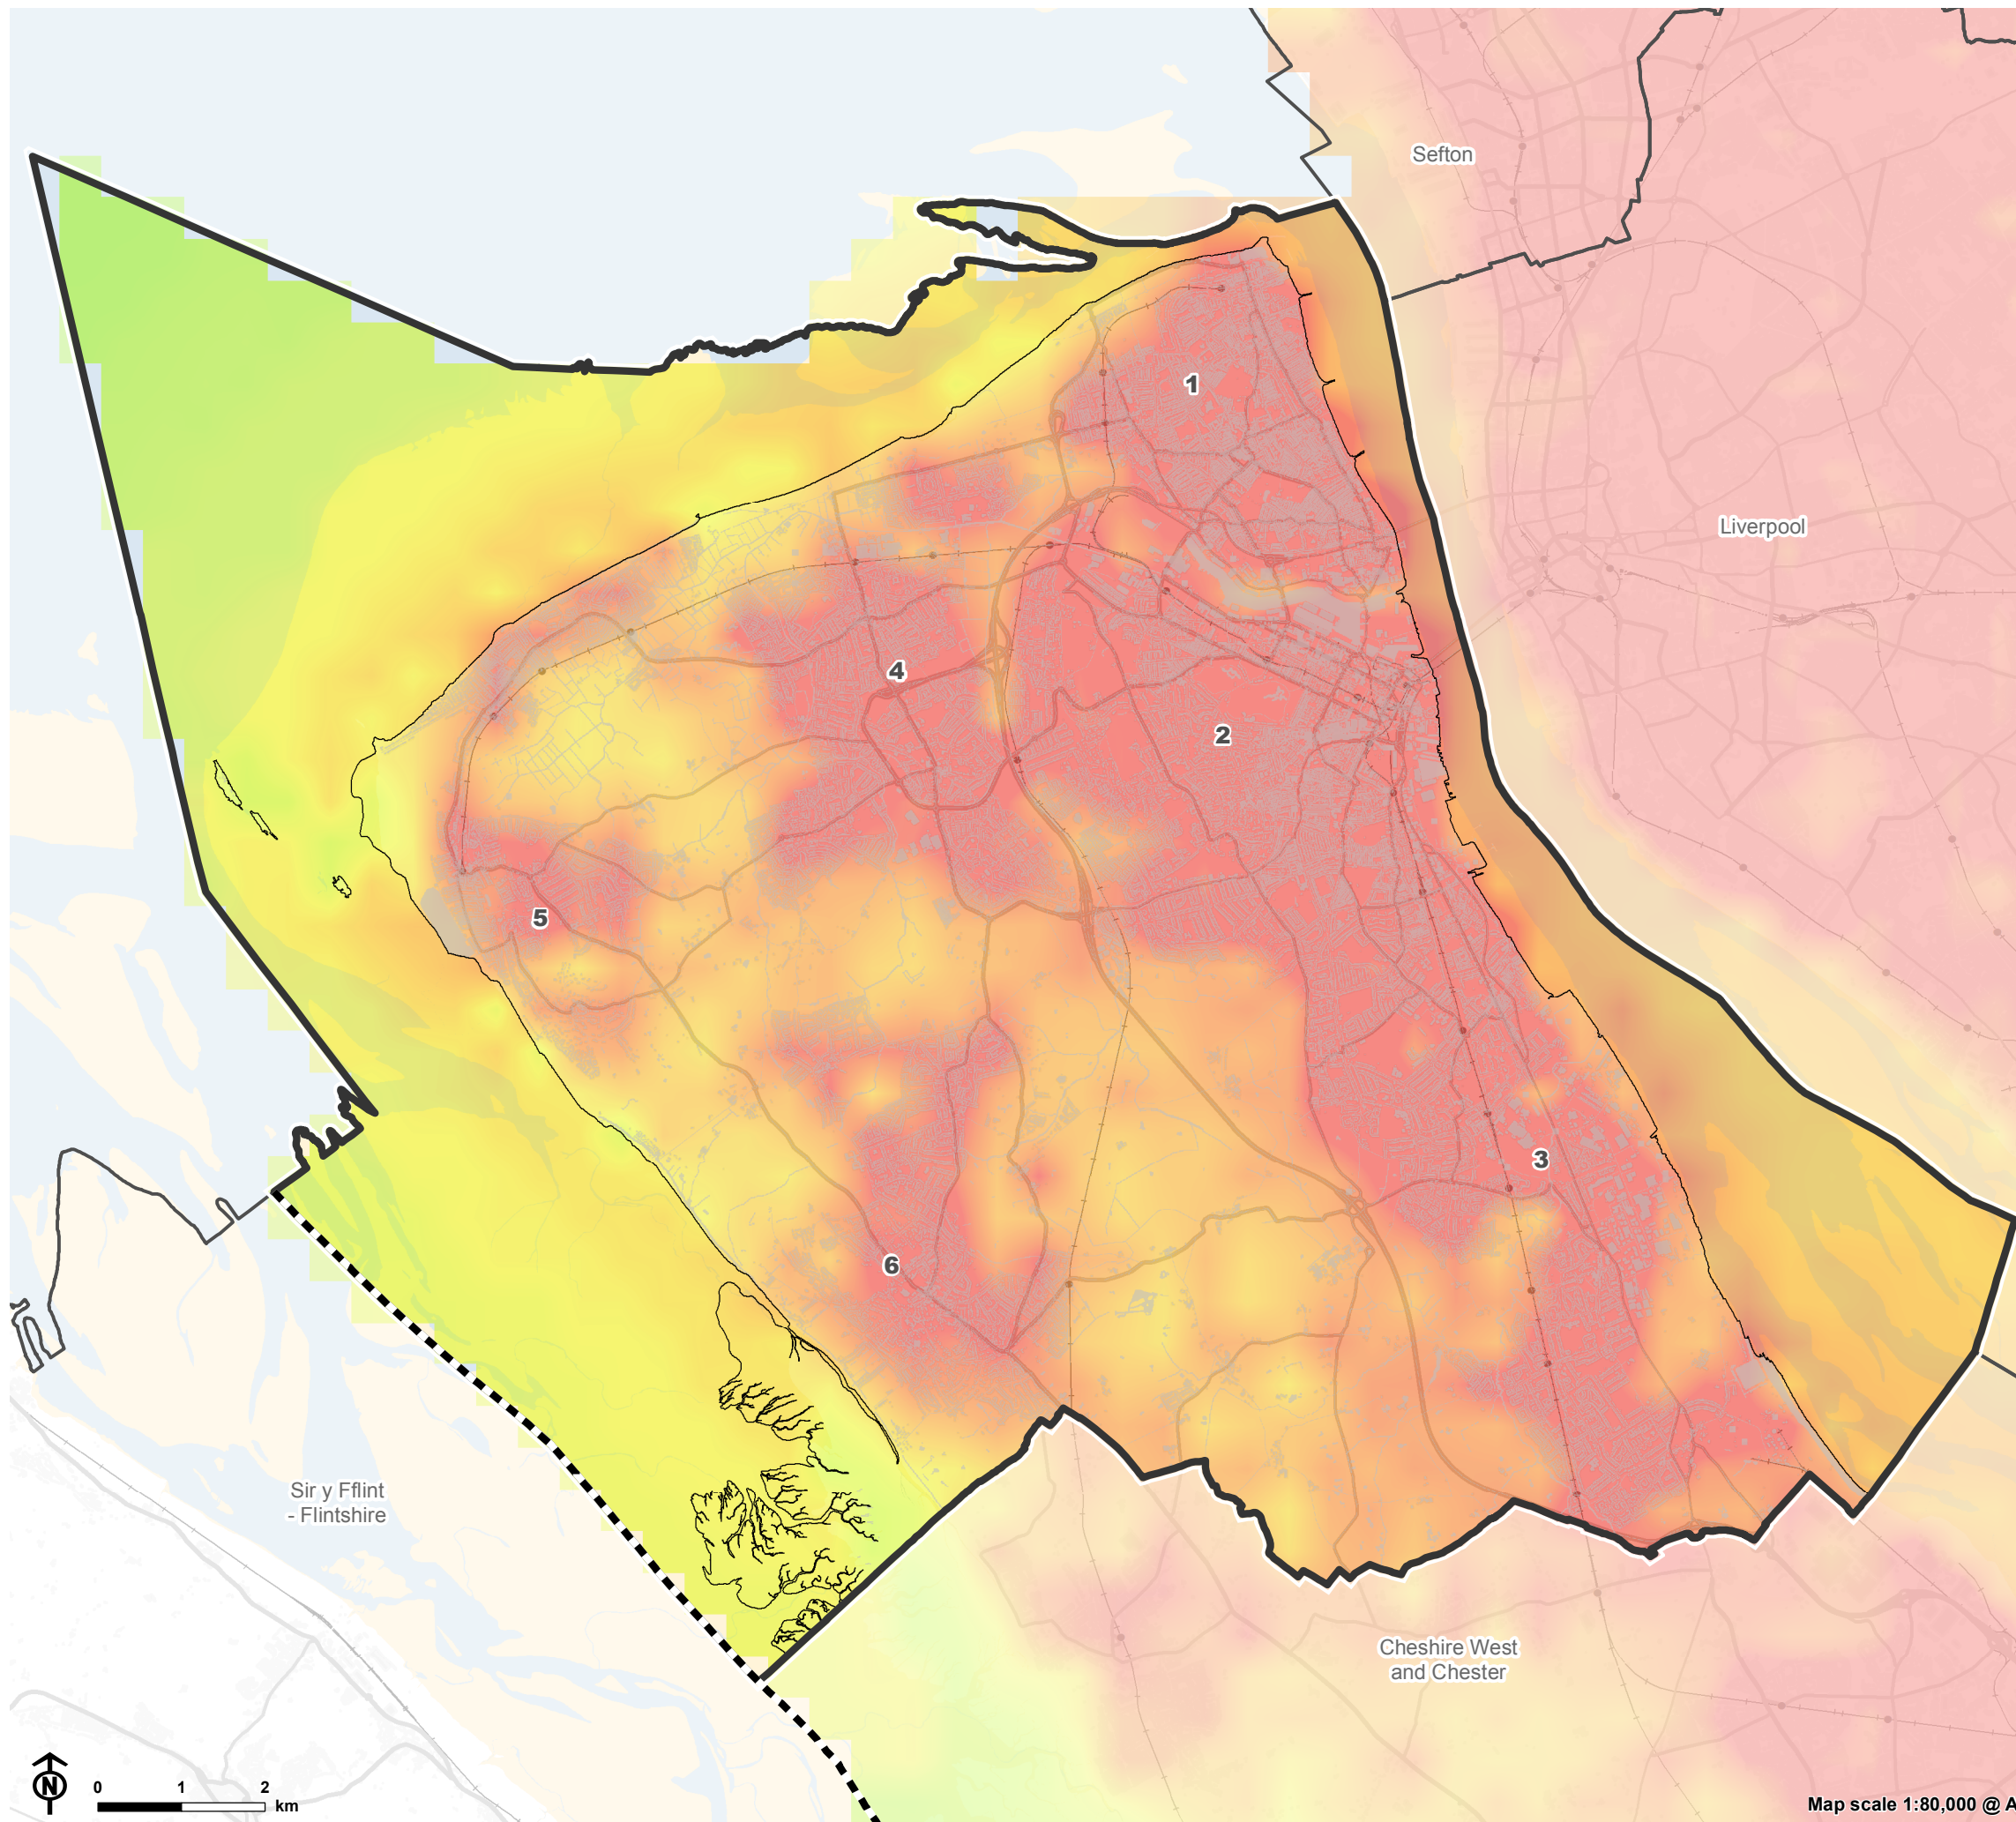 Sefton
1
Liverpool
4
2
5
3
6
Sir y Fflint
- Flintshire
Cheshire West
and Chester
N
0 1 2
km
Map scale 1:80,000 @ A